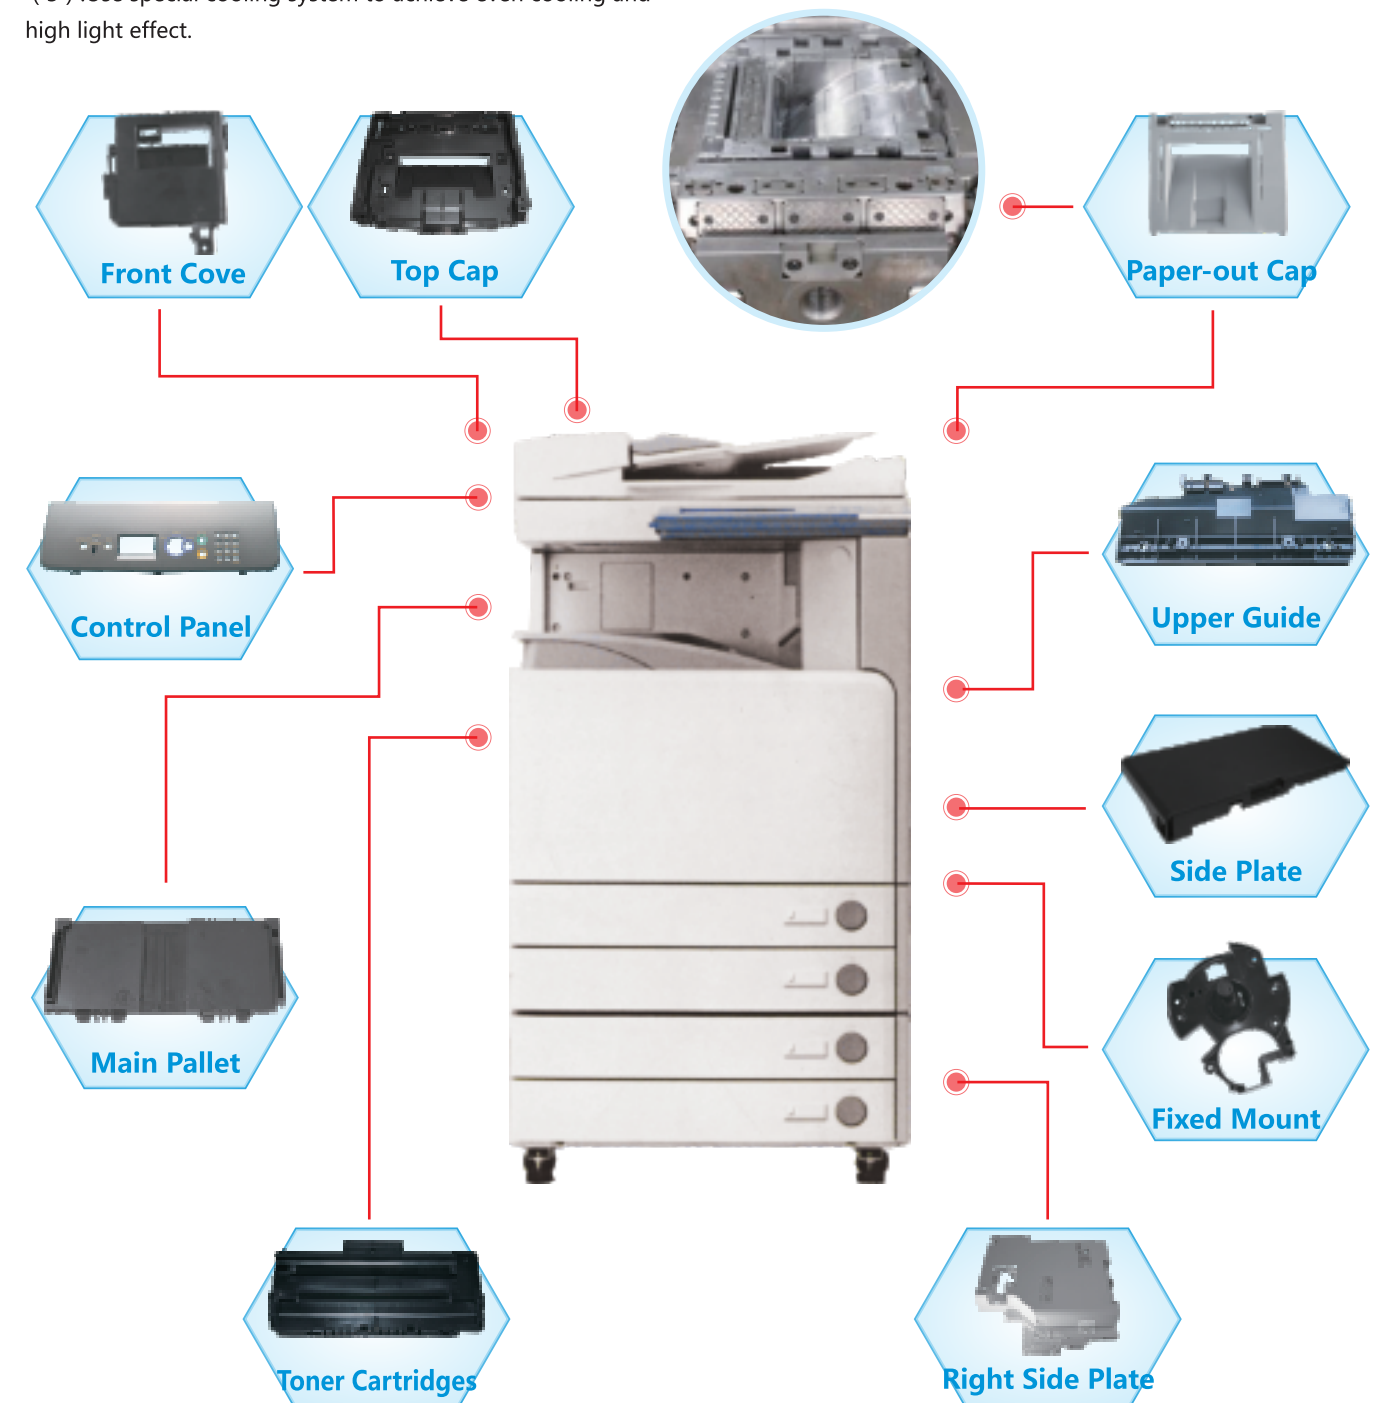 high light effect.
Front Cove
Top Cap
Paper-out Cap
Control Panel
Upper Guide
Side Plate
Main Pallet
Fixed Mount
Toner Cartridges
Right Side Plate